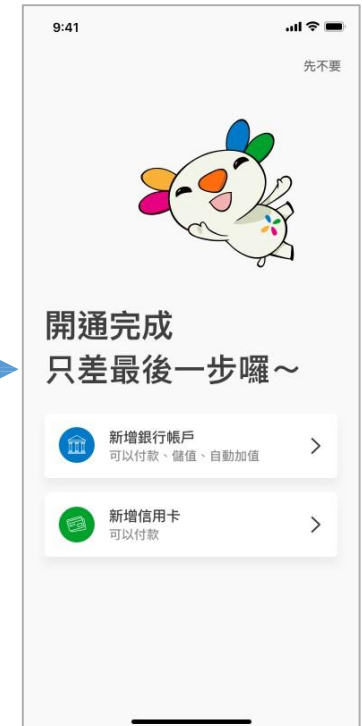 9:41
先不要
開通完成
只差最後一步囉～
新增銀行帳戶
可以付款、儲值、自動加值
新增信用卡
可以付款